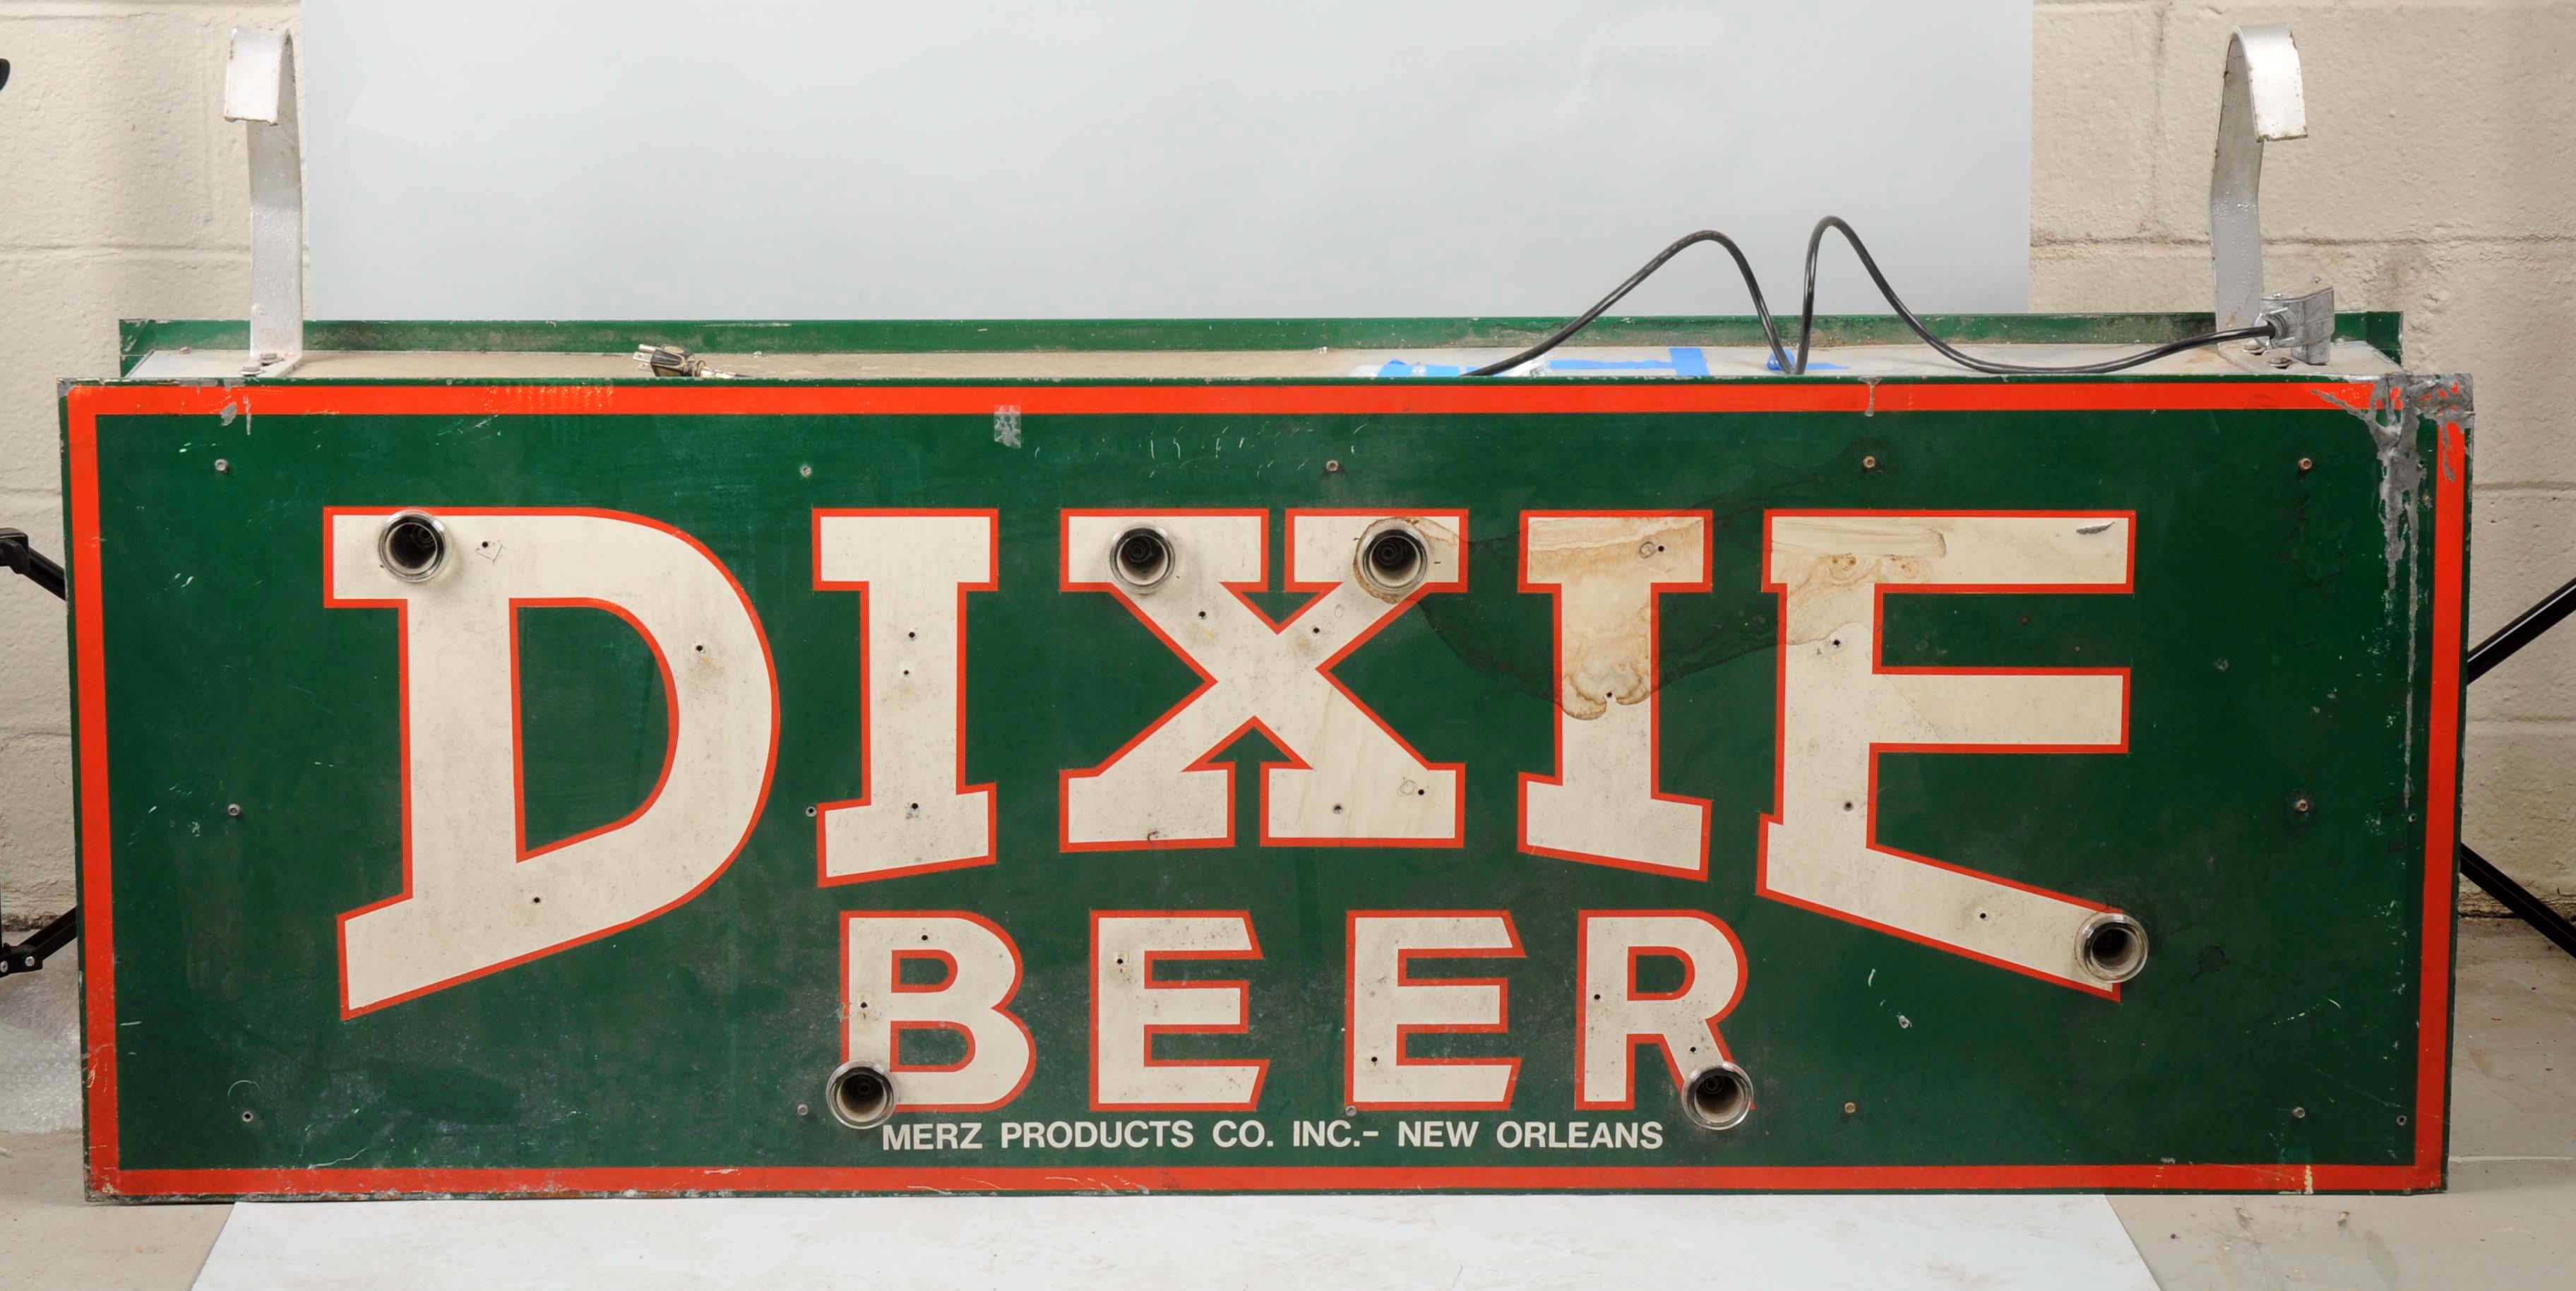 DIXIE
BEER
MERZ PRODUCTS CO. INC.- NEW ORLEANS